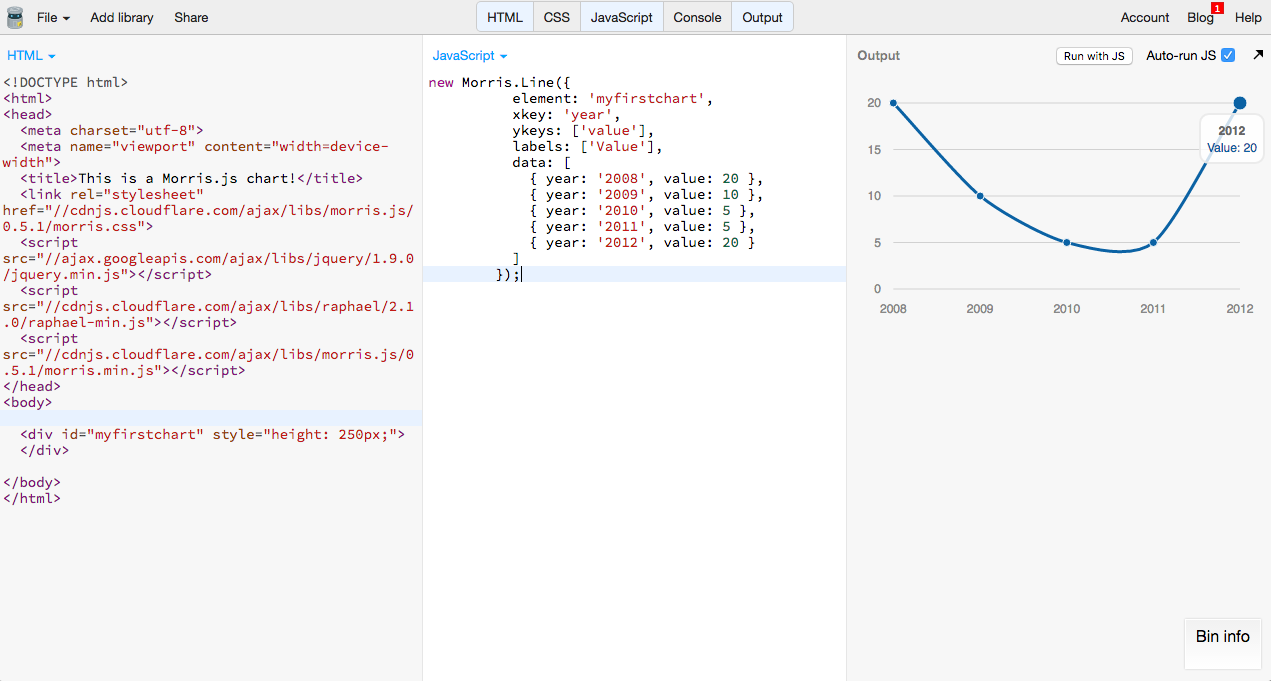 File Add library Share HTML CSS JavaScript Console Output Account Blog 1 Help
HTML
<!DOCTYPE html>
<html>
<head>
  <meta charset="utf-8">
  <meta name="viewport" content="width=device-
width">
  <title>This is a Morris.js chart!</title>
  <link rel="stylesheet"
href="//cdnjs.cloudflare.com/ajax/libs/morris.js/
0.5.1/morris.css">
  <script
src="//ajax.googleapis.com/ajax/libs/jquery/1.9.0
/jquery.min.js"></script>
  <script
src="//cdnjs.cloudflare.com/ajax/libs/raphael/2.1
.0/raphael-min.js"></script>
  <script
src="//cdnjs.cloudflare.com/ajax/libs/morris.js/0
.5.1/morris.min.js"></script>
</head>
<body>
  <div id="myfirstchart" style="height: 250px;">
  </div>
</body>
</html>
JavaScript
new Morris.Line({
          element: 'myfirstchart',
          xkey: 'year',
          ykeys: ['value'],
          labels: ['Value'],
          data: [
            { year: '2008', value: 20 },
            { year: '2009', value: 10 },
            { year: '2010', value: 5 },
            { year: '2011', value: 5 },
            { year: '2012', value: 20 }
          ]
        });
Output Run with JS Auto-run JS
20
15
10
5
0
2008 2009 2010 2011 2012
2012
Value: 20
Bin info